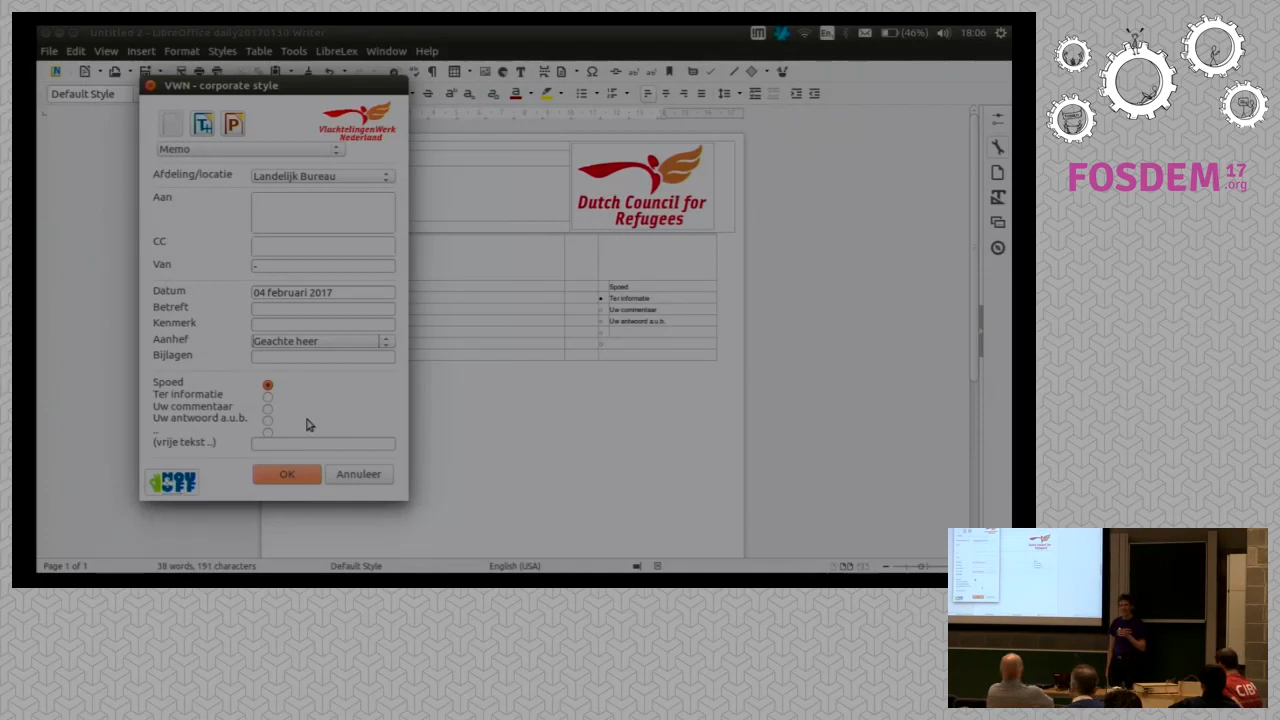 Untitled 2 - LibreOffice daily20170130 Writer
En
(46%)
18:06
File Edit View Insert Format Styles Table Tools LibreLex Window Help
Default Style
VWN - corporate style
VluchtelingenWerk
Nederland
Memo
Afdeling/locatie
Landelijk Bureau
Aan
CC
Van
-
Datum
04 februari 2017
Betreft
Kenmerk
Aanhef
Geachte heer
Bijlagen
Spoed
Ter informatie
Uw commentaar
Uw antwoord a.u.b.
..
(vrije tekst ..)
OK
Annuleer
Dutch Council for
Refugees
Spoed
Ter informatie
Uw commentaar
Uw antwoord a.u.b.
Page 1 of 1
38 words, 191 characters
Default Style
English (USA)
FOSDEM 17
.org